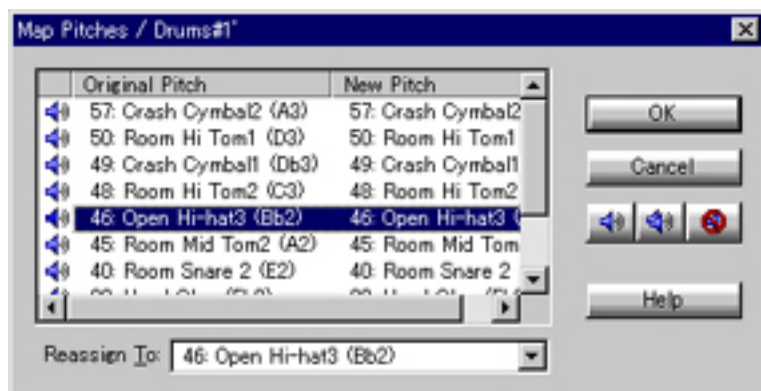 Map Pitches / Drums#1"
Original Pitch New Pitch
57: Crash Cymbal2 (A3) 57: Crash Cymbal2
50: Room Hi Tom1 (D3) 50: Room Hi Tom1
49: Crash Cymbal1 (Db3) 49: Crash Cymbal1
48: Room Hi Tom2 (C3) 48: Room Hi Tom2
46: Open Hi-hat3 (Bb2) 46: Open Hi-hat3 (
45: Room Mid Tom2 (A2) 45: Room Mid Tom
40: Room Snare 2 (E2) 40: Room Snare 2
OK
Cancel
Help
Reassign To: 46: Open Hi-hat3 (Bb2)